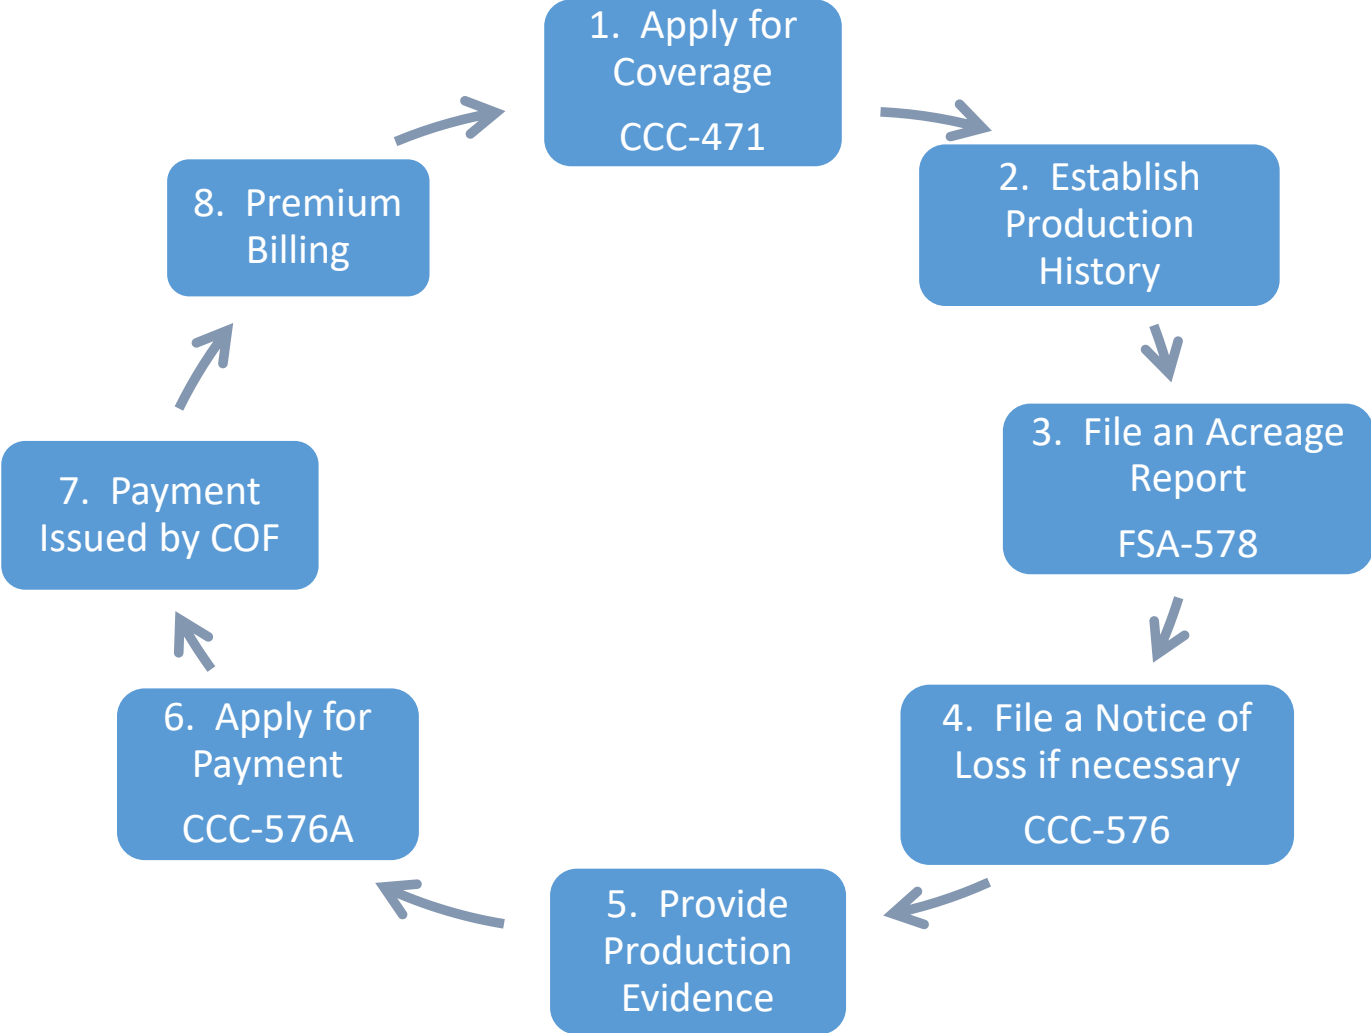 1. Apply for
Coverage
CCC-471
2. Establish
Production
History
3. File an Acreage
Report
FSA-578
4. File a Notice of
Loss if necessary
CCC-576
5. Provide
Production
Evidence
6. Apply for
Payment
CCC-576A
7. Payment
Issued by COF
8. Premium
Billing